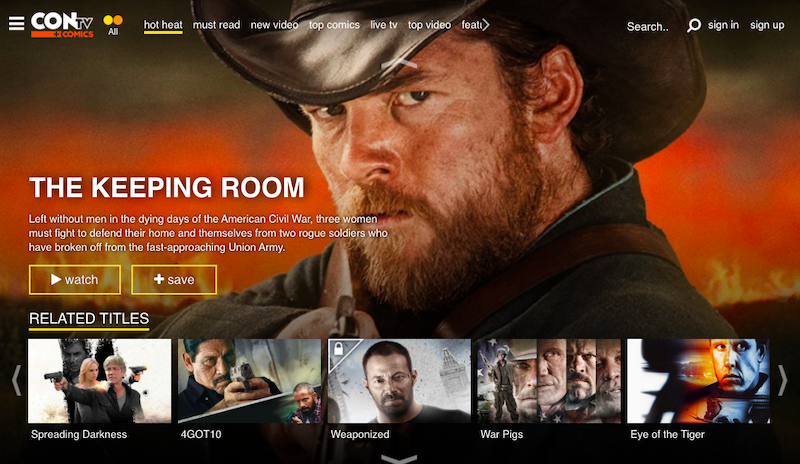 CONtv
COMICS
All
hot heat
must read
new video
top comics
live tv
top video
featu
Search..
sign in
sign up
THE KEEPING ROOM
Left without men in the dying days of the American Civil War, three women
must fight to defend their home and themselves from two rogue soldiers who
have broken off from the fast-approaching Union Army.
watch
save
RELATED TITLES
Spreading Darkness
4GOT10
Weaponized
War Pigs
Eye of the Tiger